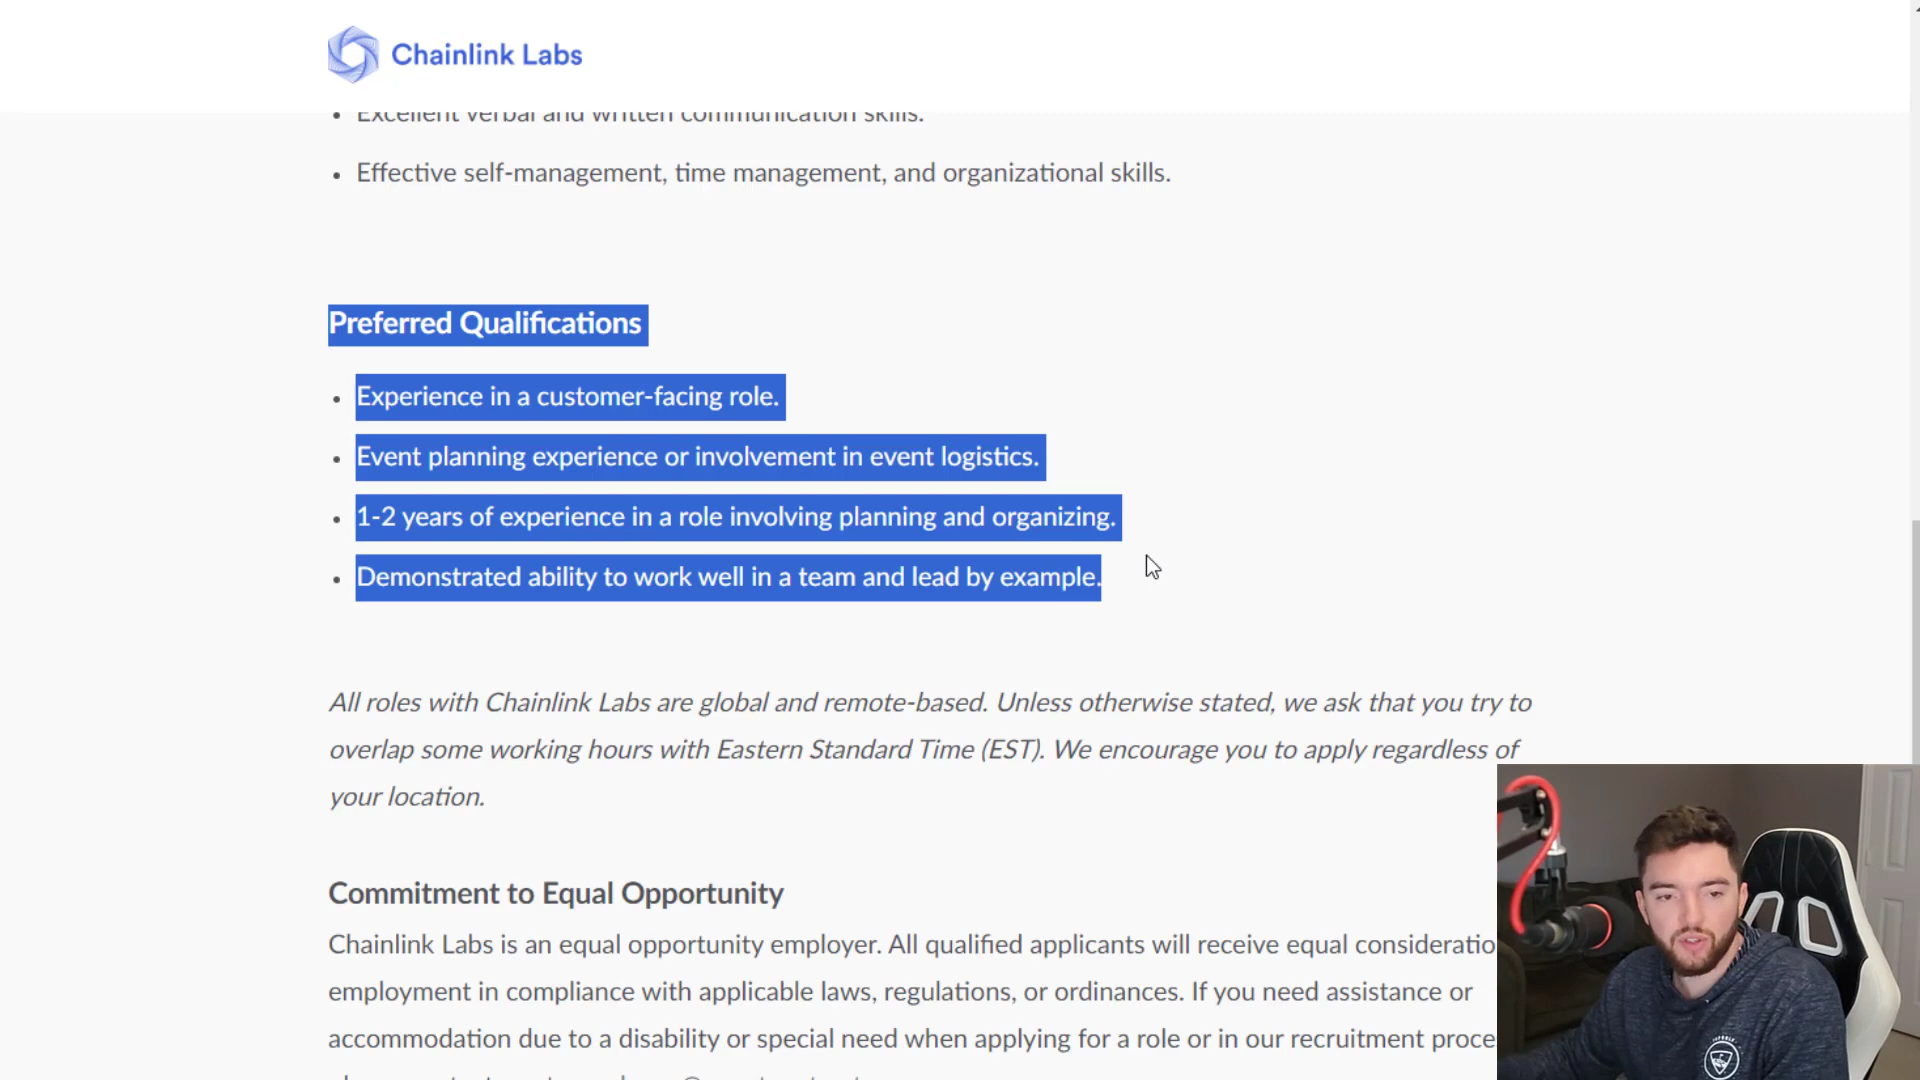 Chainlink Labs
Excellent verbal and written communication skills.
Effective self-management, time management, and organizational skills.
Preferred Qualifications
Experience in a customer-facing role.
Event planning experience or involvement in event logistics.
1-2 years of experience in a role involving planning and organizing.
Demonstrated ability to work well in a team and lead by example.
All roles with Chainlink Labs are global and remote-based. Unless otherwise stated, we ask that you try to
overlap some working hours with Eastern Standard Time (EST). We encourage you to apply regardless of
your location.
Commitment to Equal Opportunity
Chainlink Labs is an equal opportunity employer. All qualified applicants will receive equal consideratio
employment in compliance with applicable laws, regulations, or ordinances. If you need assistance or
accommodation due to a disability or special need when applying for a role or in our recruitment proce